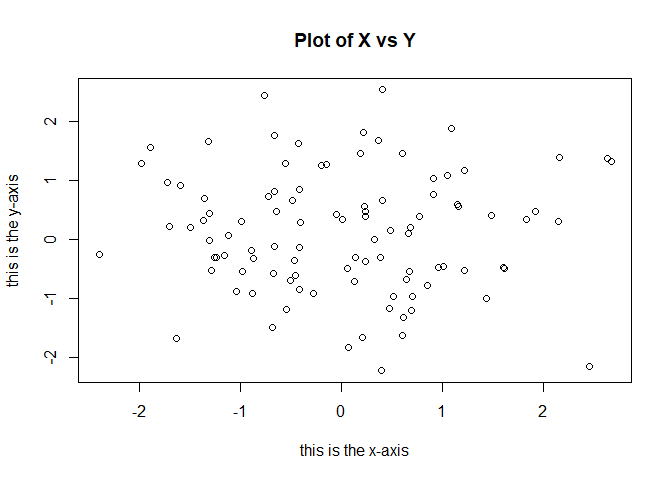 Plot of X vs Y
this is the y-axis
2
1
0
-1
-2
-2 -1 0 1 2
this is the x-axis